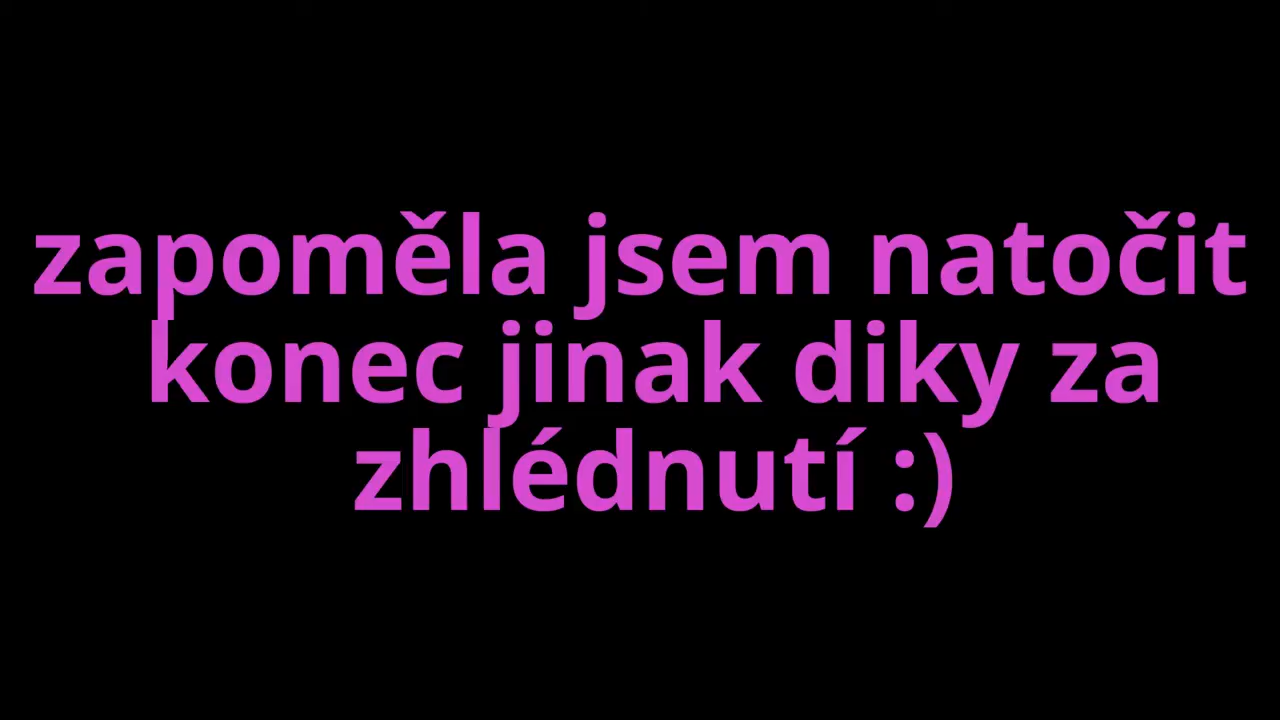 zapoměla jsem natočit
konec jinak diky za
zhlédnutí :)